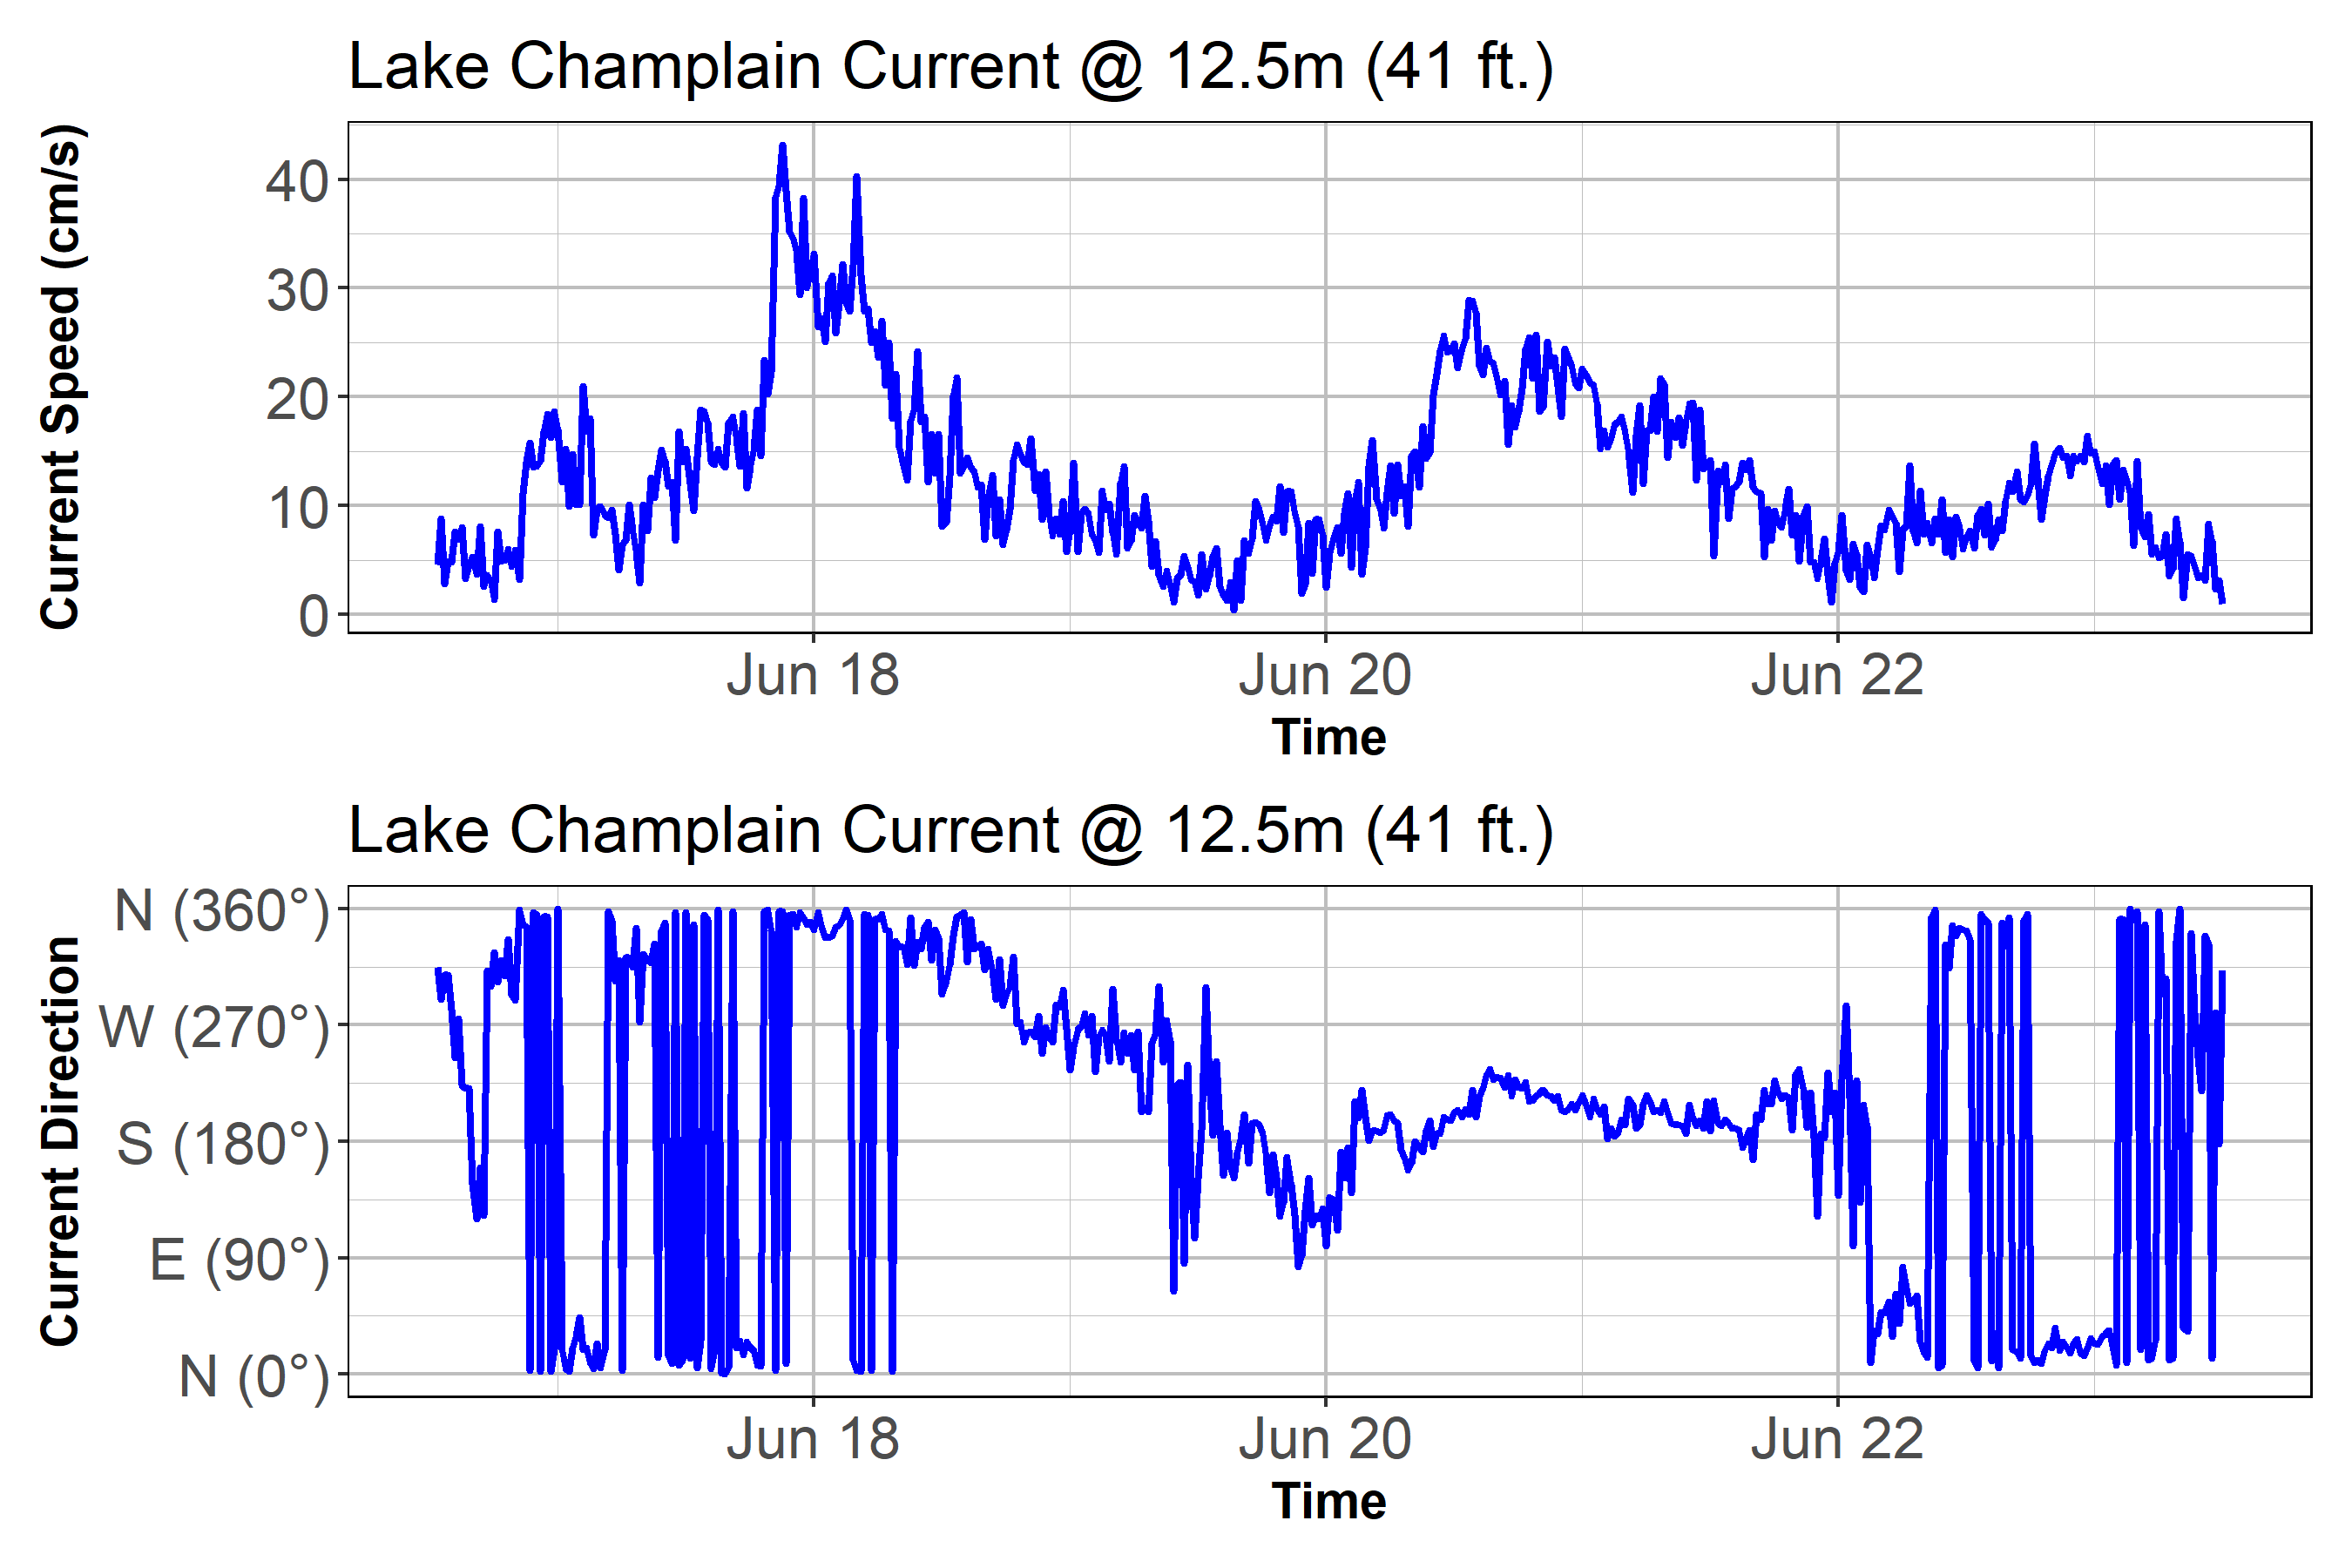 Lake Champlain Current @ 12.5m (41 ft.)
Current Speed (cm/s)
40
30
20
10
0
Jun 18
Jun 20
Jun 22
Time
Lake Champlain Current @ 12.5m (41 ft.)
Current Direction
N (360°)
W (270°)
S (180°)
E (90°)
N (0°)
Jun 18
Jun 20
Jun 22
Time